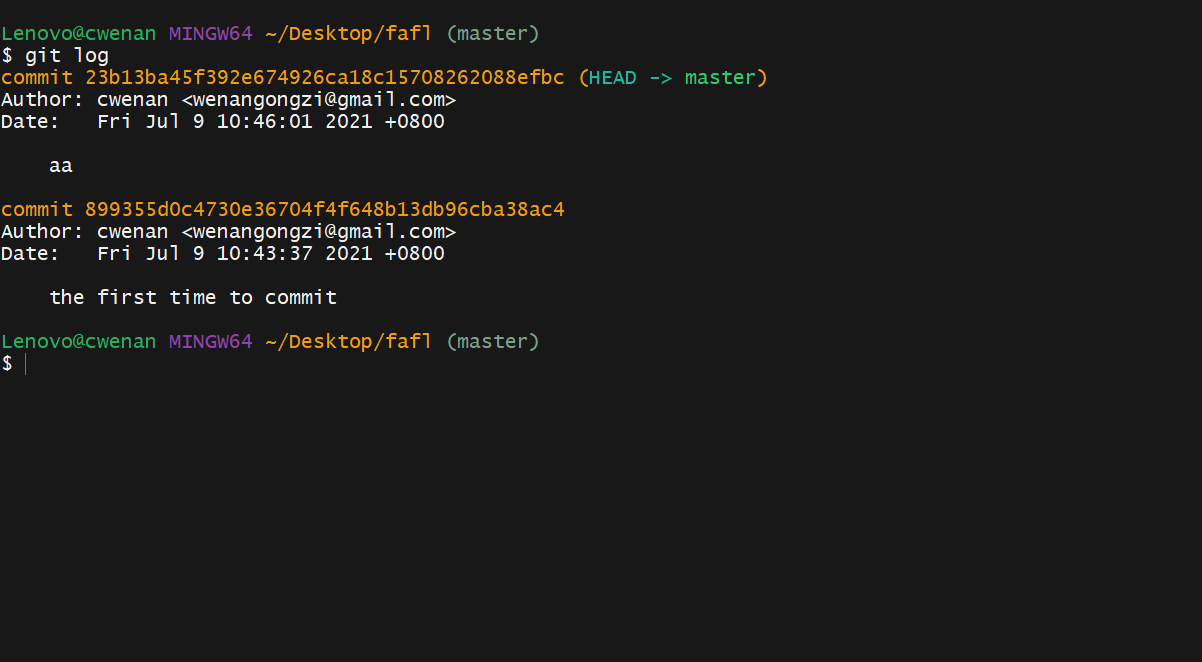 Lenovo@cwenan MINGW64 ~/Desktop/fafl (master)
$ git log
commit 23b13ba45f392e674926ca18c15708262088efbc (HEAD -> master)
Author: cwenan <wenangongzi@gmail.com>
Date:   Fri Jul 9 10:46:01 2021 +0800
    aa
commit 899355d0c4730e36704f4f648b13db96cba38ac4
Author: cwenan <wenangongzi@gmail.com>
Date:   Fri Jul 9 10:43:37 2021 +0800
    the first time to commit
Lenovo@cwenan MINGW64 ~/Desktop/fafl (master)
$